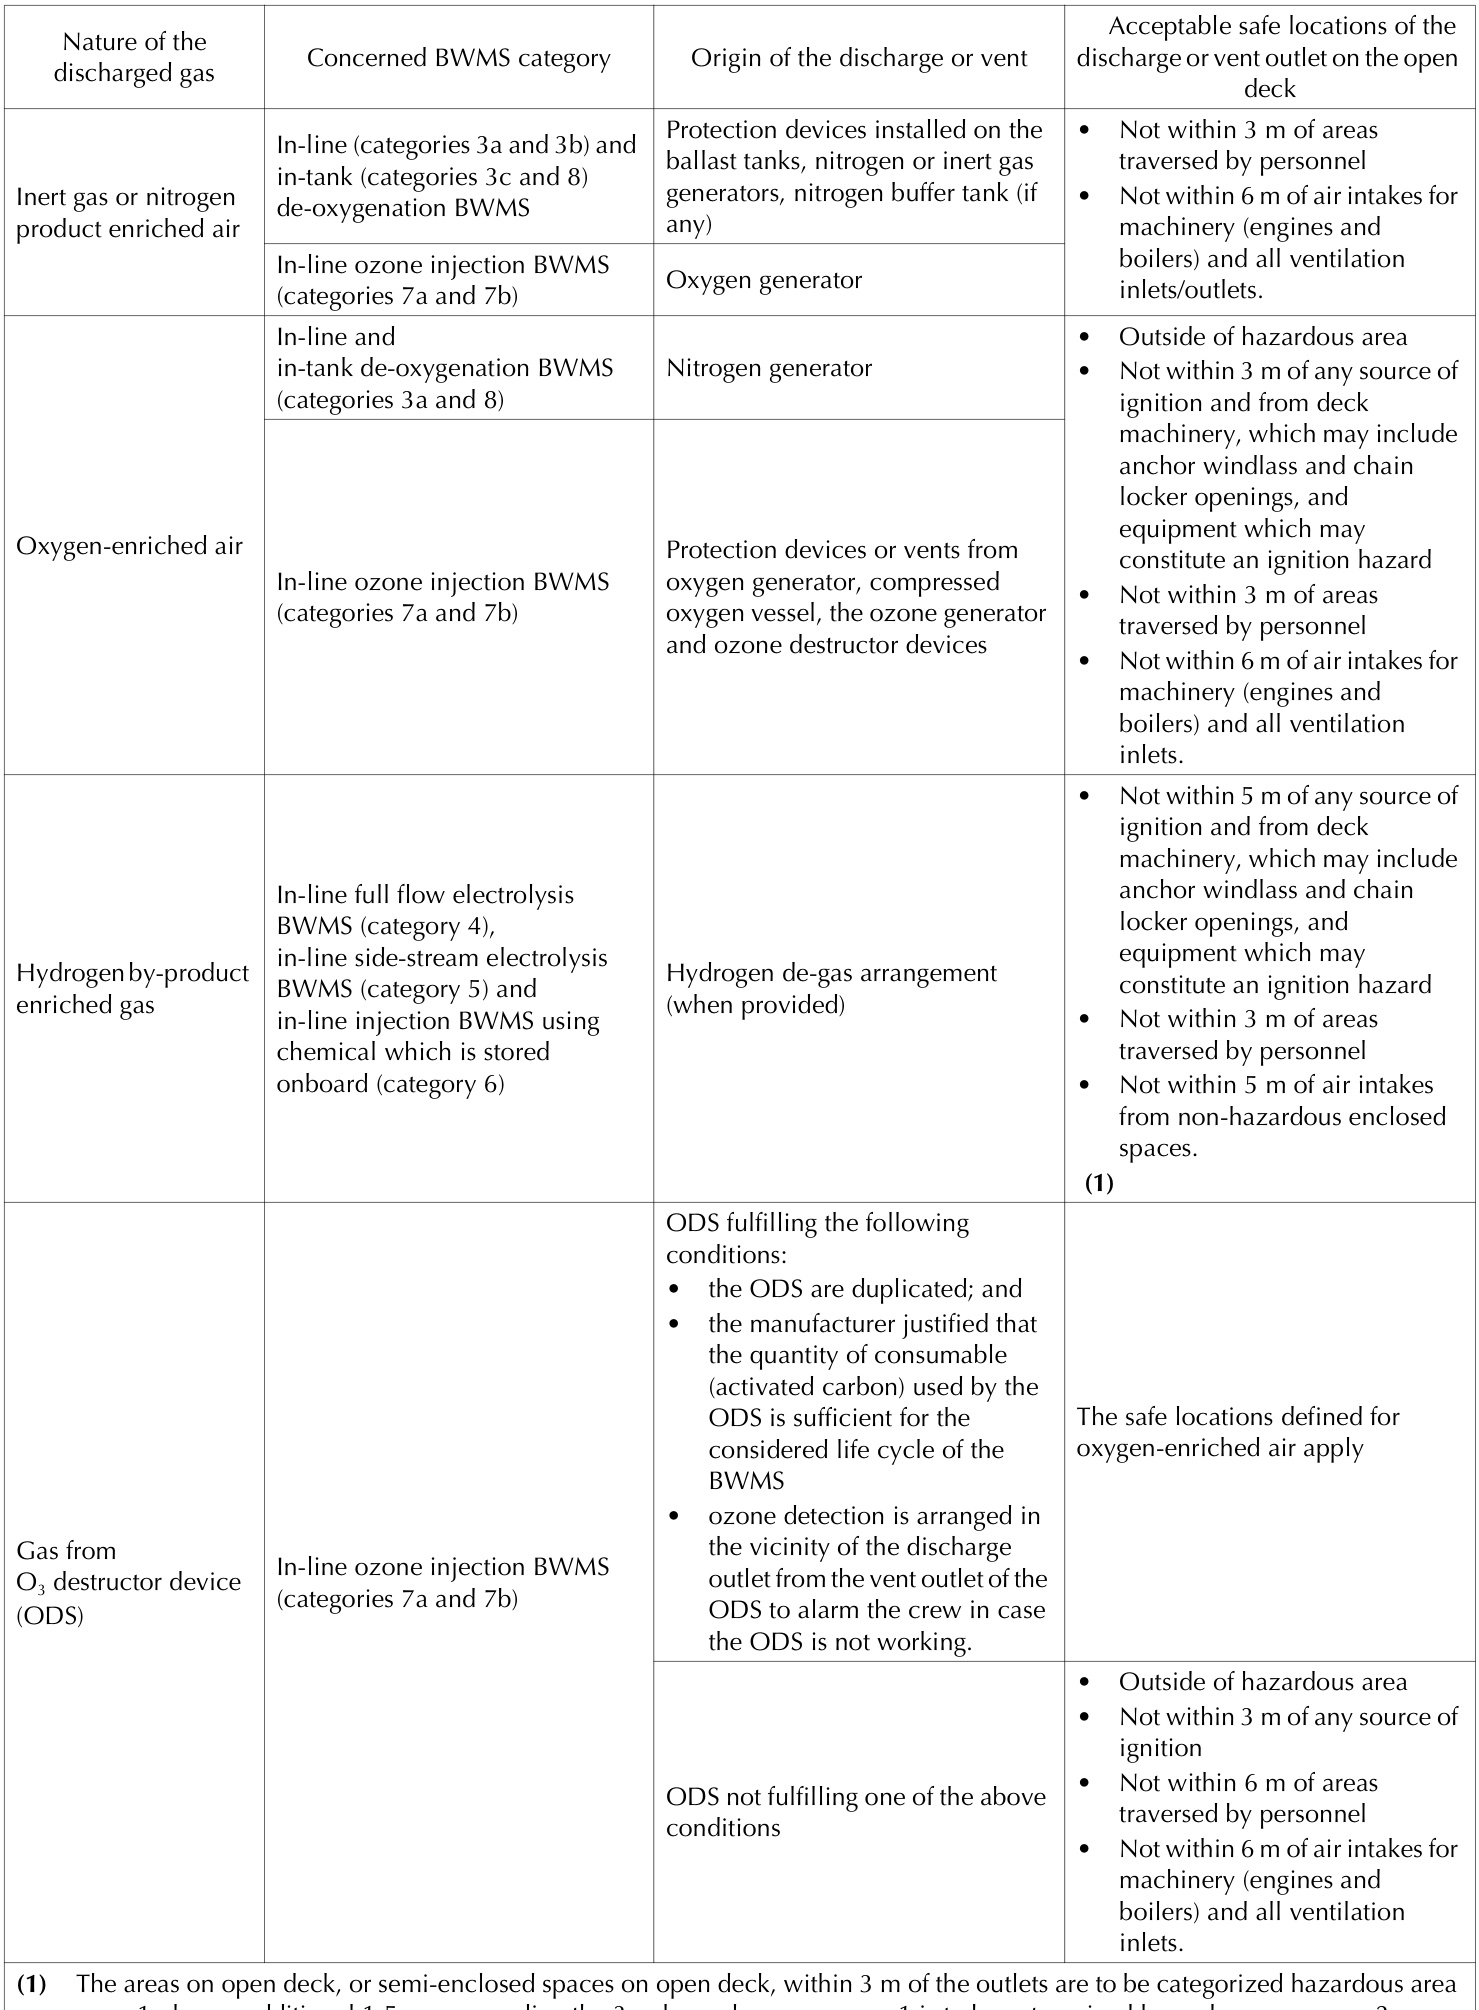 Nature of the
discharged gas
Concerned BWMS category
Origin of the discharge or vent
Acceptable safe locations of the
discharge or vent outlet on the open
deck
Inert gas or nitrogen
product enriched air
In-line (categories 3a and 3b) and
in-tank (categories 3c and 8)
de-oxygenation BWMS
Protection devices installed on the
ballast tanks, nitrogen or inert gas
generators, nitrogen buffer tank (if
any)
• Not within 3 m of areas
traversed by personnel
• Not within 6 m of air intakes for
machinery (engines and
boilers) and all ventilation
inlets/outlets.
In-line ozone injection BWMS
(categories 7a and 7b)
Oxygen generator
Oxygen-enriched air
In-line and
in-tank de-oxygenation BWMS
(categories 3a and 8)
Nitrogen generator
• Outside of hazardous area
• Not within 3 m of any source of
ignition and from deck
machinery, which may include
anchor windlass and chain
locker openings, and
equipment which may
constitute an ignition hazard
• Not within 3 m of areas
traversed by personnel
• Not within 6 m of air intakes for
machinery (engines and
boilers) and all ventilation
inlets.
In-line ozone injection BWMS
(categories 7a and 7b)
Protection devices or vents from
oxygen generator, compressed
oxygen vessel, the ozone generator
and ozone destructor devices
Hydrogen by-product
enriched gas
In-line full flow electrolysis
BWMS (category 4),
in-line side-stream electrolysis
BWMS (category 5) and
in-line injection BWMS using
chemical which is stored
onboard (category 6)
Hydrogen de-gas arrangement
(when provided)
• Not within 5 m of any source of
ignition and from deck
machinery, which may include
anchor windlass and chain
locker openings, and
equipment which may
constitute an ignition hazard
• Not within 3 m of areas
traversed by personnel
• Not within 5 m of air intakes
from non-hazardous enclosed
spaces.
(1)
Gas from
O3 destructor device
(ODS)
In-line ozone injection BWMS
(categories 7a and 7b)
ODS fulfilling the following
conditions:
• the ODS are duplicated; and
• the manufacturer justified that
the quantity of consumable
(activated carbon) used by the
ODS is sufficient for the
considered life cycle of the
BWMS
• ozone detection is arranged in
the vicinity of the discharge
outlet from the vent outlet of the
ODS to alarm the crew in case
the ODS is not working.
The safe locations defined for
oxygen-enriched air apply
ODS not fulfilling one of the above
conditions
• Outside of hazardous area
• Not within 3 m of any source of
ignition
• Not within 6 m of areas
traversed by personnel
• Not within 6 m of air intakes for
machinery (engines and
boilers) and all ventilation
inlets.
(1) The areas on open deck, or semi-enclosed spaces on open deck, within 3 m of the outlets are to be categorized hazardous area